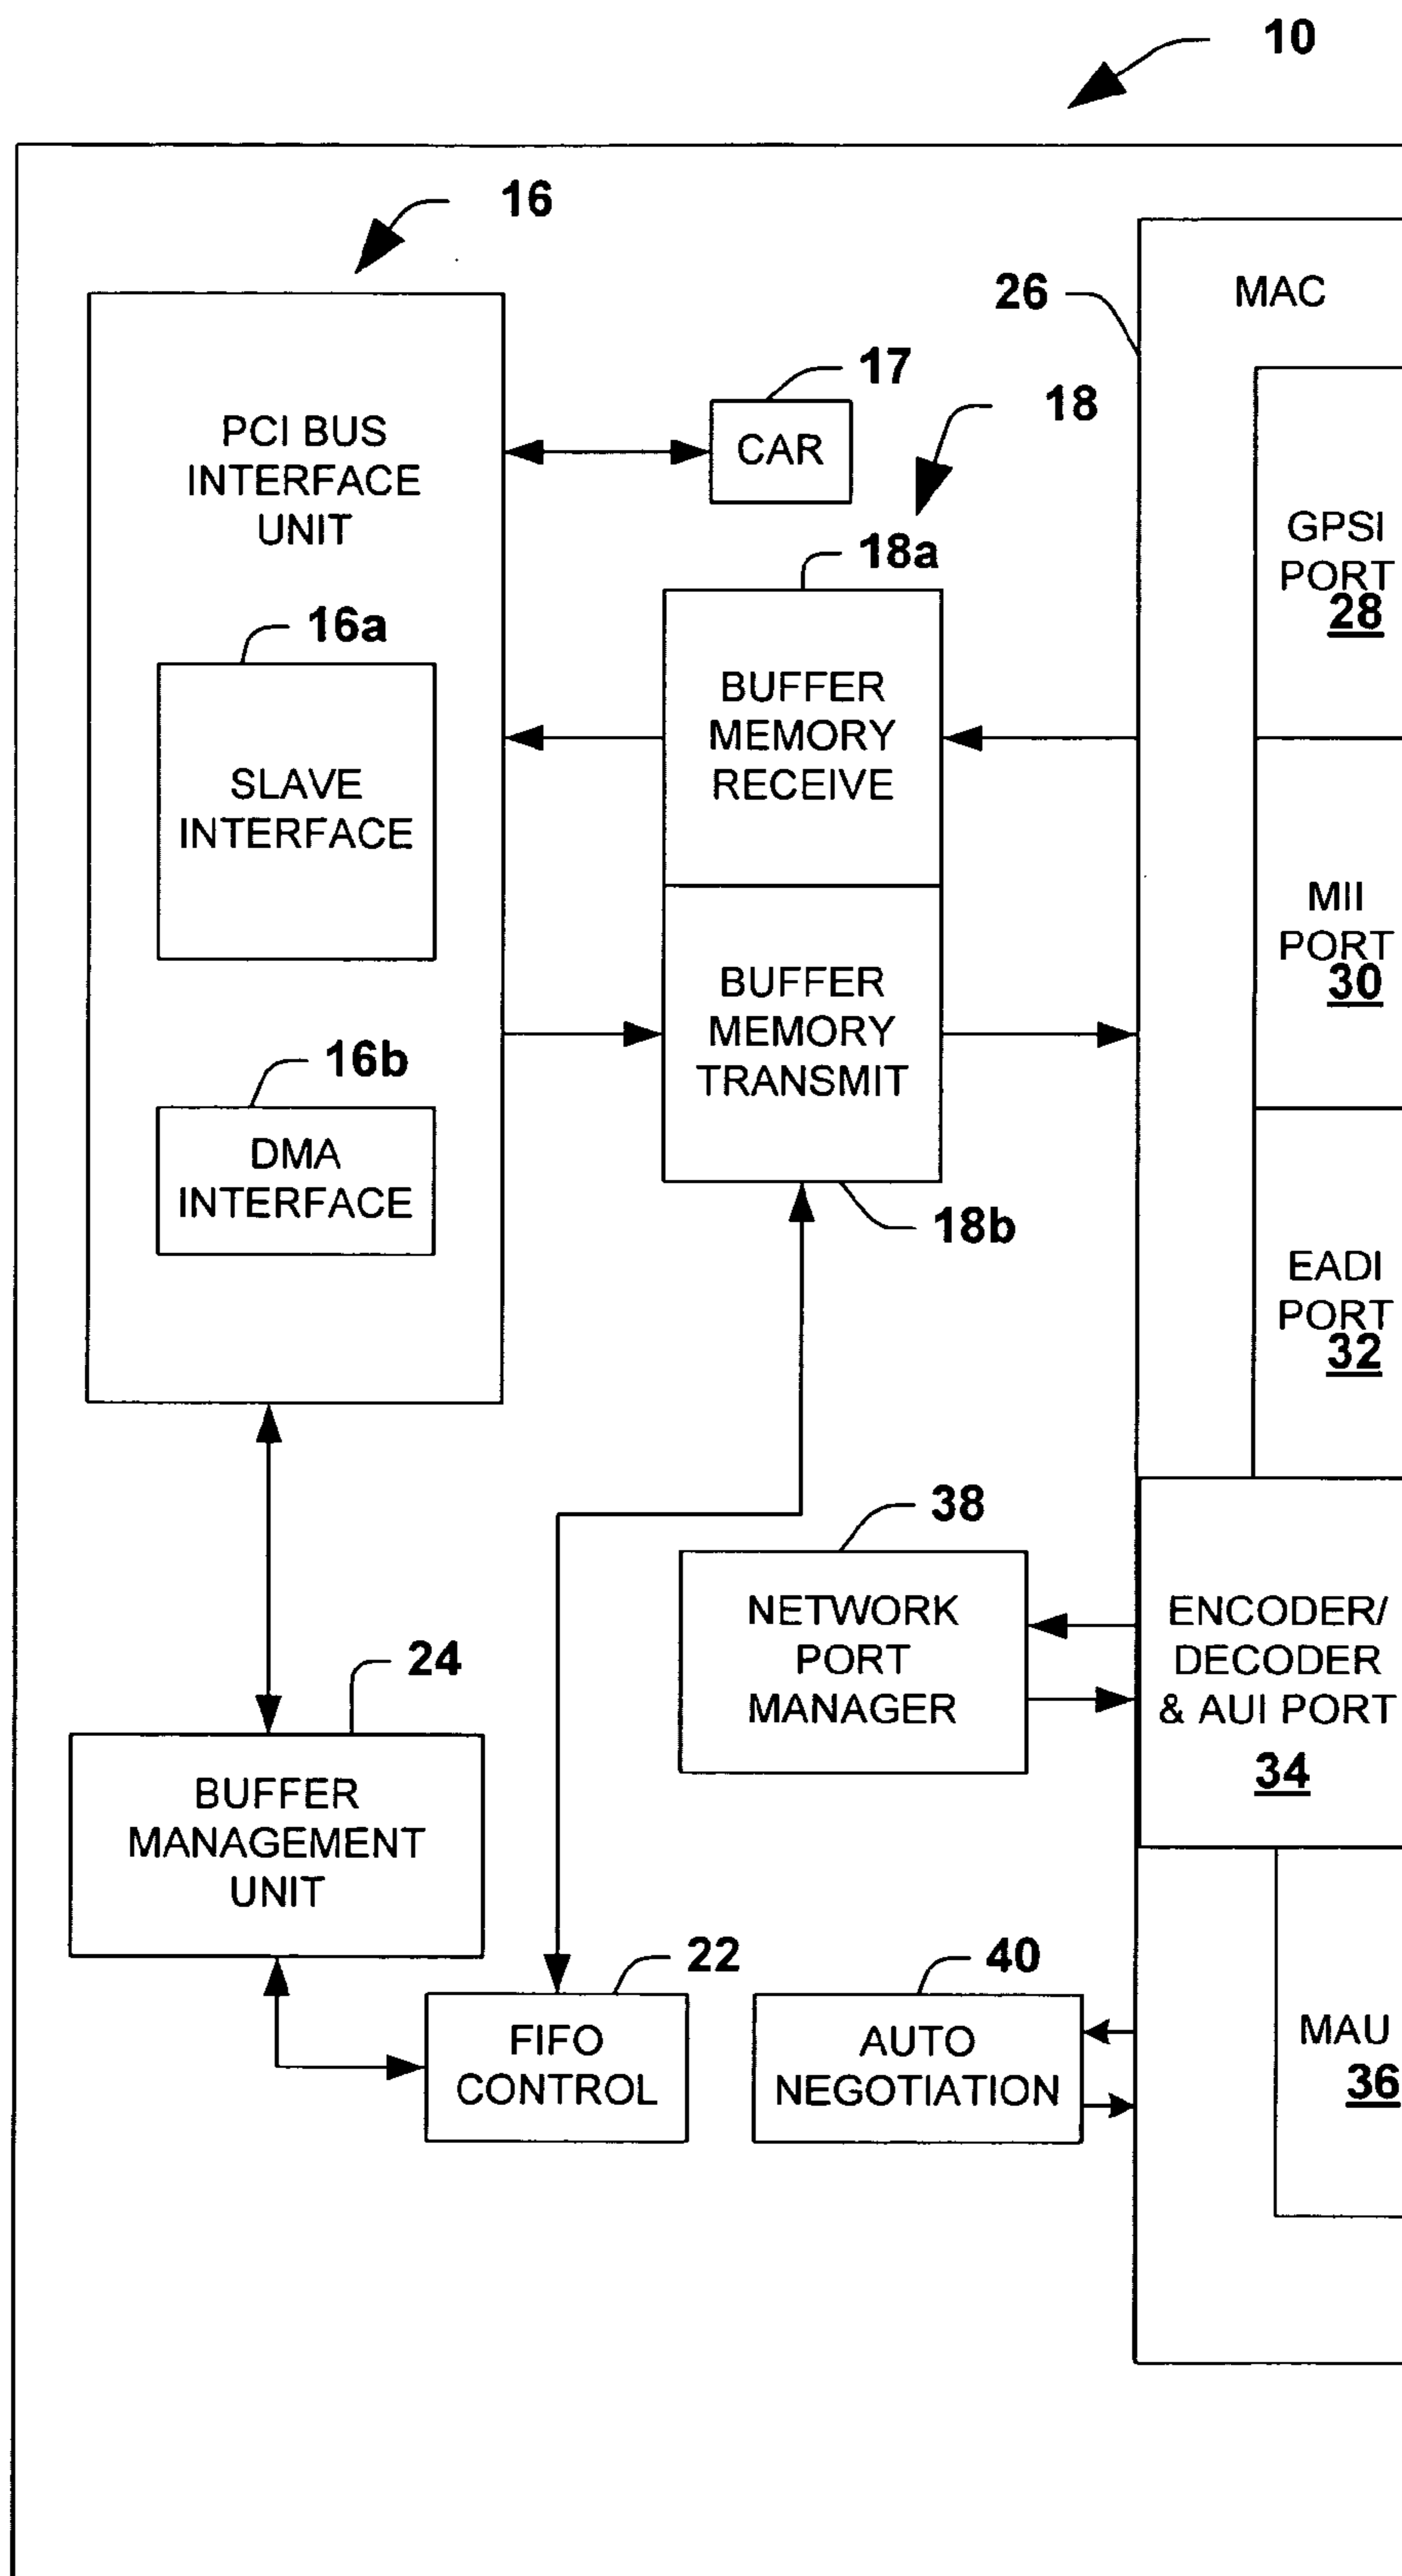 10
16
26
MAC
17
18
CAR
PCI BUS
INTERFACE
UNIT
18a
GPSI
PORT
28
16a
BUFFER
MEMORY
RECEIVE
SLAVE
INTERFACE
MII
PORT
30
BUFFER
MEMORY
TRANSMIT
16b
DMA
INTERFACE
18b
EADI
PORT
32
38
NETWORK
PORT
MANAGER
ENCODER/
DECODER
& AUI PORT
34
24
BUFFER
MANAGEMENT
UNIT
22
40
FIFO
CONTROL
AUTO
NEGOTIATION
MAU
36